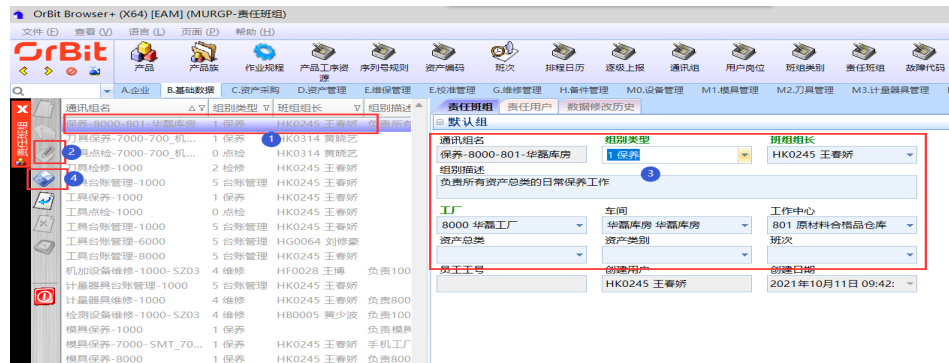 OrBit Browser+ (X64) [EAM] (MURGP-责任班组)
文件 (F) 查看 (V) 语言 (L) 页面 (P) 帮助 (H)
OrBit
产品 产品族 作业规程 产品工序资源 序列号规则 资产编码 班次 排程日历 逐级上报 通讯组 用户岗位 班组类别 责任班组 故障代码
A.企业 B.基础数据 C.资产采购 D.资产管理 E.维保管理 E.校准管理 G.维修管理 H.备件管理 M0.设备管理 M1.模具管理 M2.刀具管理 M3.计量器具管理
通讯组名 组别类型 班组组长 组别描述
保养-8000-801-华磊库房 1 保养 HK0245 王春娇 负责所有
刀具保养-7000-700_机... 1 保养 HK0314 黄晓艺
刀具点检-7000-700_机... 0 点检 HK0314 黄晓艺
刀具检修-1000 2 检修 HK0245 王春娇
刀具台账管理-1000 5 台账管理 HK0245 王春娇
工具保养-1000 1 保养 HK0245 王春娇
工具点检-1000 0 点检 HK0245 王春娇
工具台账管理-1000 5 台账管理 HK0245 王春娇
工具台账管理-6000 5 台账管理 HG0064 刘修豪
工具台账管理-8000 5 台账管理 HK0245 王春娇
机加设备维修-1000-SZ03 4 维修 HF0028 王博 负责100
计量器具台账管理-1000 5 台账管理 HK0245 王春娇
计量器具维修-1000 4 维修 HK0245 王春娇 负责800
检测设备维修-1000-SZ03 4 维修 HB0005 黄少波 负责100
模具保养-1000 1 保养 负责模具
模具保养-7000-SMT_70... 1 保养 HK0245 王春娇 手机工厂
模具保养-8000 1 保养 HK0245 王春娇 负责800
1
2
4
责任班组
责任班组 责任用户 数据修改历史
默认组
通讯组名 组别类型 班组组长
保养-8000-801-华磊库房 1 保养 HK0245 王春娇
组别描述
3
负责所有资产总类的日常保养工作
工厂 车间 工作中心
8000 华磊工厂 华磊库房 华磊库房 801 原材料合格品仓库
资产总类 资产类别 班次
员工工号 创建用户 创建日期
HK0245 王春娇 2021年10月11日 09:42: